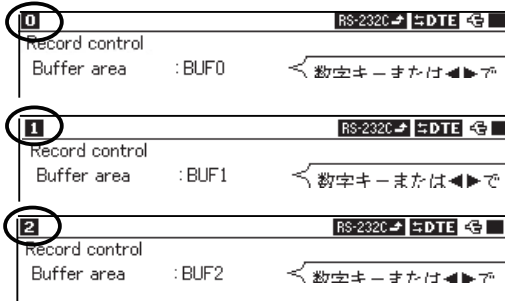 0 RS-232C DTE
Record control
Buffer area :BUF0 数字キーまたは◀▶で
1 RS-232C DTE
Record control
Buffer area :BUF1 数字キーまたは◀▶で
2 RS-232C DTE
Record control
Buffer area :BUF2 数字キーまたは◀▶で